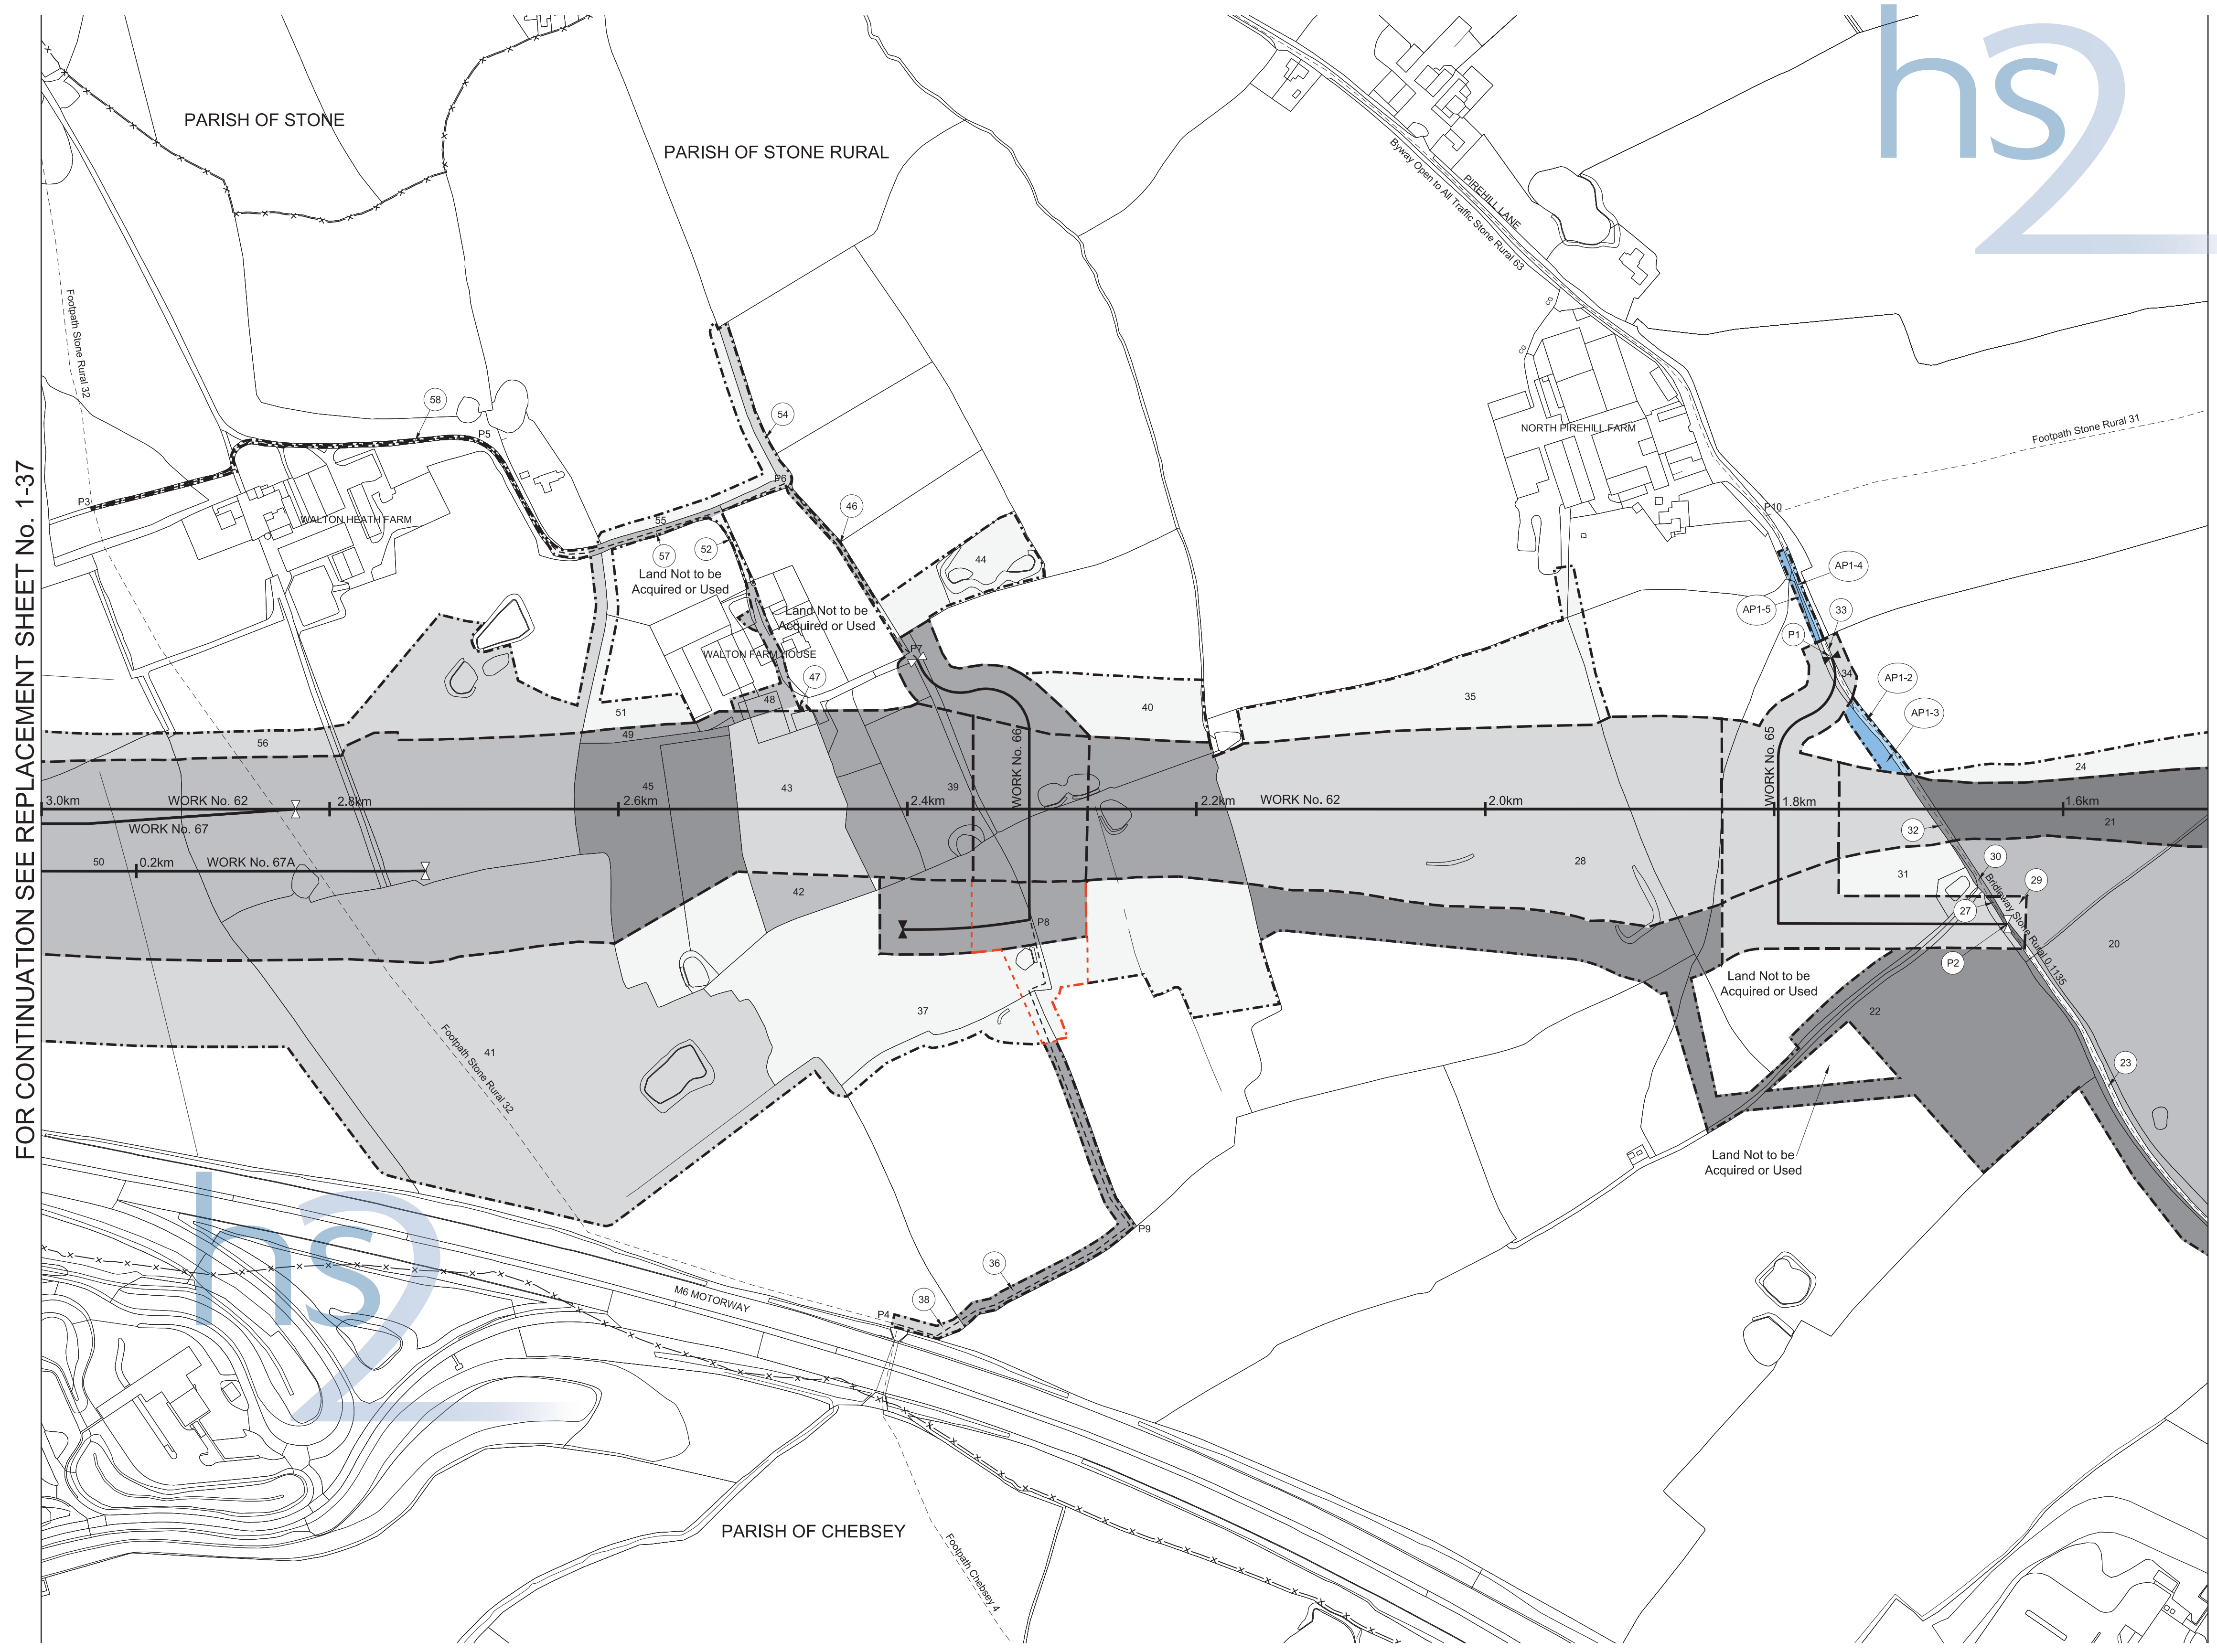 hs2
PARISH OF STONE
PARISH OF STONE RURAL
Byway Open to All Traffic Stone Rural 63
PIREHILL LANE
CG
CG
Footpath Stone Rural 32
58
P5
54
P6
NORTH PIREHILL FARM
Footpath Stone Rural 31
P10
P3
WALTON HEATH FARM
55
57
52
46
44
Land Not to be
Acquired or Used
Land Not to be
Acquired or Used
WALTON FARM HOUSE
P7
47
48
AP1-4
AP1-5
33
P1
34
AP1-2
AP1-3
FOR CONTINUATION SEE REPLACEMENT SHEET No. 1-37
51
49
56
40
35
24
45
43
39
WORK No. 66
WORK No. 65
3.0km
WORK No. 62
2.8km
2.6km
2.4km
2.2km
WORK No. 62
2.0km
1.8km
1.6km
WORK No. 67
21
32
50
0.2km
WORK No. 67A
28
30
31
29
42
27
Bridleway Stone Rural 0.1135
P8
20
P2
Land Not to be
Acquired or Used
37
22
41
Footpath Stone Rural 32
23
Land Not to be
Acquired or Used
P9
36
38
P4
M6 MOTORWAY
hs2
PARISH OF CHEBSEY
Footpath Chebsey 4